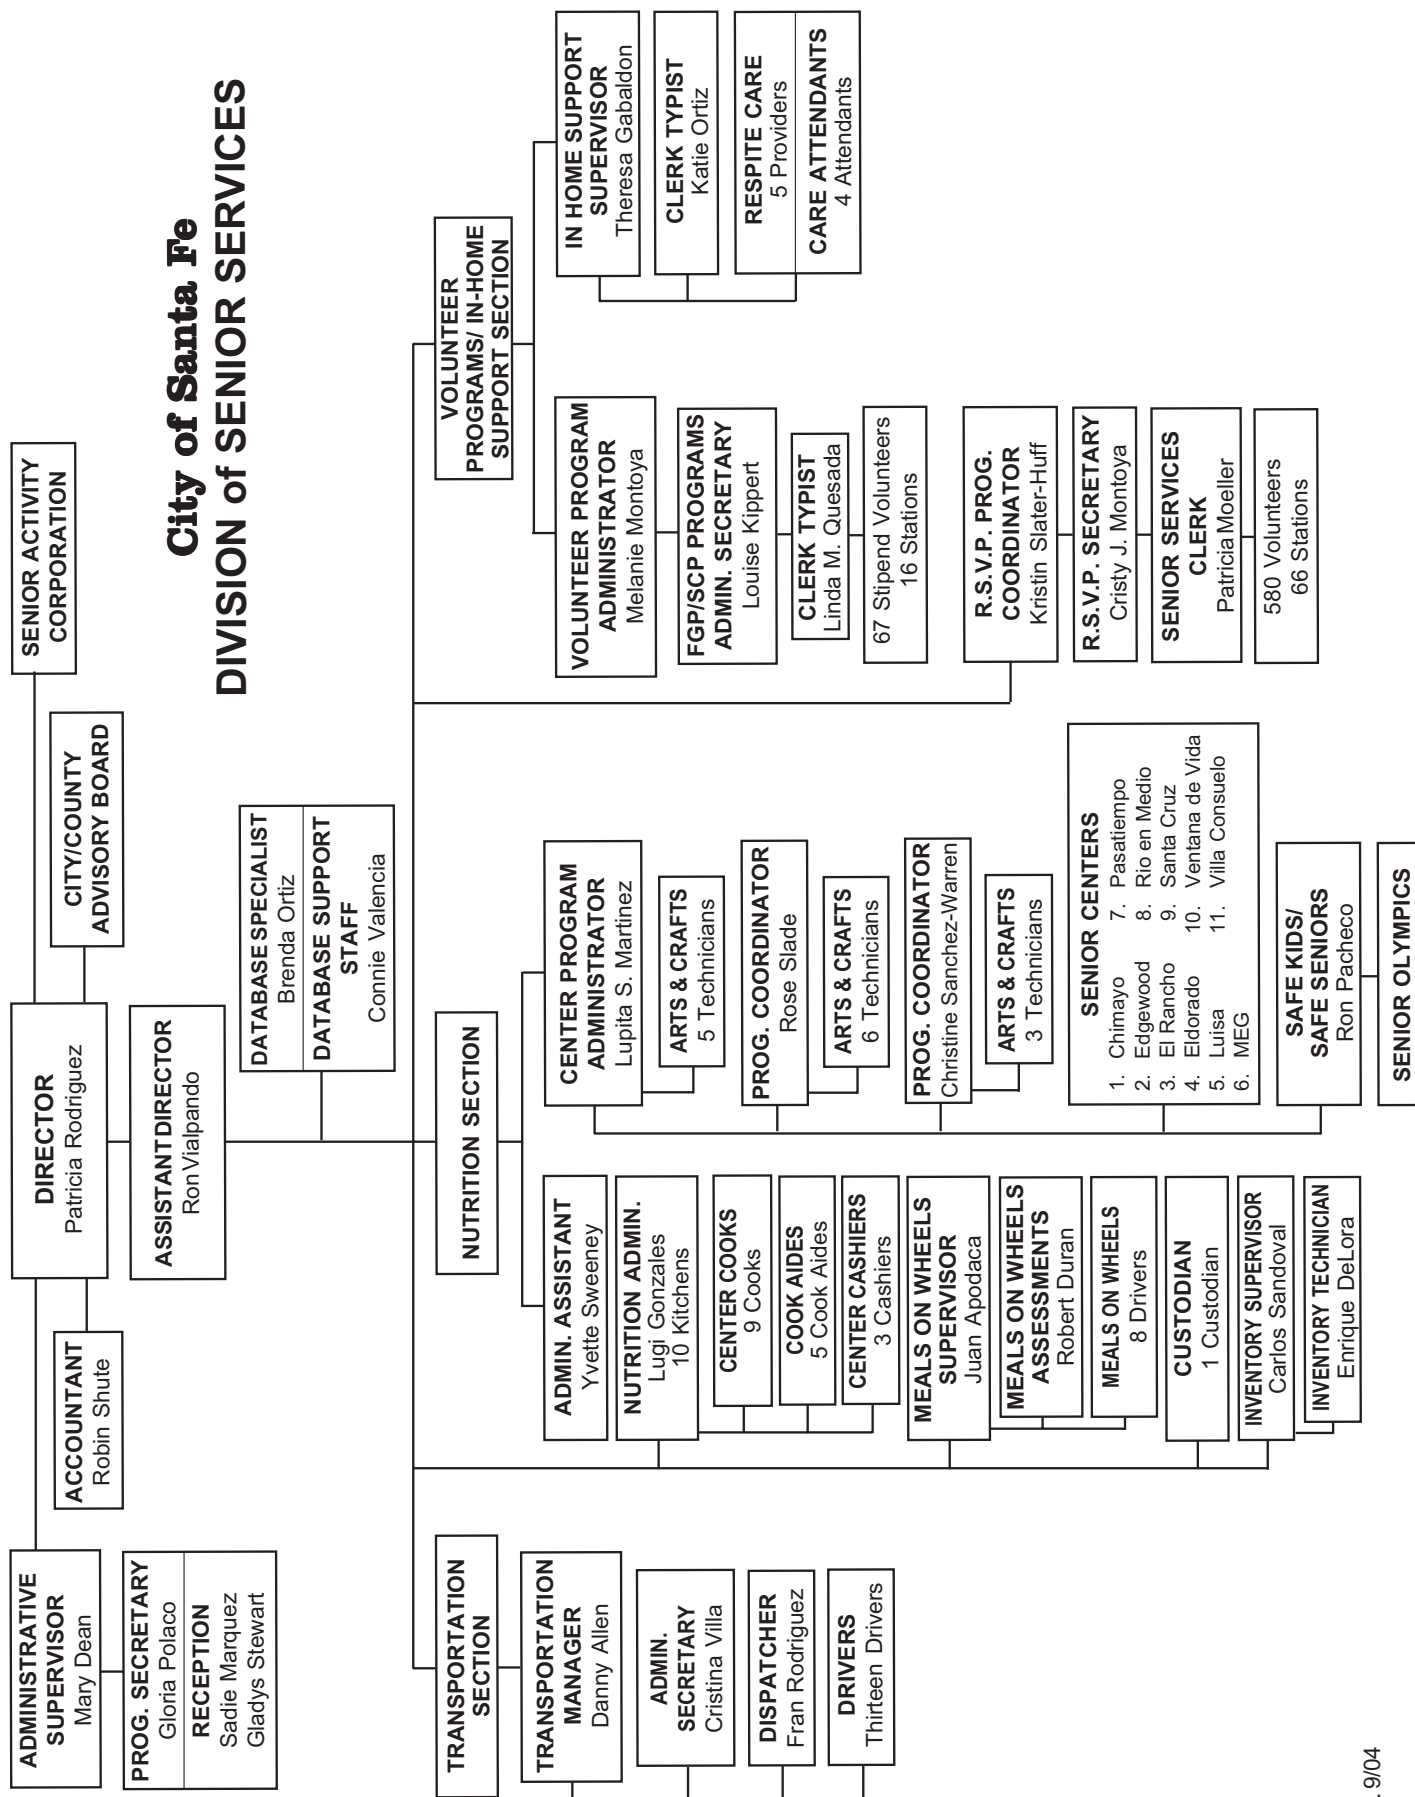 City of Santa Fe
DIVISION of SENIOR SERVICES
ADMINISTRATIVE
SUPERVISOR
Mary Dean
PROG. SECRETARY
Gloria Polaco
RECEPTION
Sadie Marquez
Gladys Stewart
DIRECTOR
Patricia Rodriguez
ACCOUNTANT
Robin Shute
SENIOR ACTIVITY
CORPORATION
CITY/COUNTY
ADVISORY BOARD
ASSISTANT DIRECTOR
Ron Vialpando
DATABASE SPECIALIST
Brenda Ortiz
DATABASE SUPPORT
STAFF
Connie Valencia
TRANSPORTATION
SECTION
TRANSPORTATION
MANAGER
Danny Allen
ADMIN.
SECRETARY
Cristina Villa
DISPATCHER
Fran Rodriguez
DRIVERS
Thirteen Drivers
NUTRITION SECTION
ADMIN. ASSISTANT
Yvette Sweeney
NUTRITION ADMIN.
Lugi Gonzales
10 Kitchens
CENTER COOKS
9 Cooks
COOK AIDES
5 Cook Aides
CENTER CASHIERS
3 Cashiers
MEALS ON WHEELS
SUPERVISOR
Juan Apodaca
MEALS ON WHEELS
ASSESSMENTS
Robert Duran
MEALS ON WHEELS
8 Drivers
CUSTODIAN
1 Custodian
INVENTORY SUPERVISOR
Carlos Sandoval
INVENTORY TECHNICIAN
Enrique DeLora
CENTER PROGRAM
ADMINISTRATOR
Lupita S. Martinez
ARTS & CRAFTS
5 Technicians
PROG. COORDINATOR
Rose Slade
ARTS & CRAFTS
6 Technicians
PROG. COORDINATOR
Christine Sanchez-Warren
ARTS & CRAFTS
3 Technicians
SENIOR CENTERS
1. Chimayo 7. Pasatiempo
2. Edgewood 8. Rio en Medio
3. El Rancho 9. Santa Cruz
4. Eldorado 10. Ventana de Vida
5. Luisa 11. Villa Consuelo
6. MEG
SAFE KIDS/
SAFE SENIORS
Ron Pacheco
SENIOR OLYMPICS
VOLUNTEER
PROGRAMS/ IN-HOME
SUPPORT SECTION
VOLUNTEER PROGRAM
ADMINISTRATOR
Melanie Montoya
FGP/SCP PROGRAMS
ADMIN. SECRETARY
Louise Kippert
CLERK TYPIST
Linda M. Quesada
67 Stipend Volunteers
16 Stations
R.S.V.P. PROG.
COORDINATOR
Kristin Slater-Huff
R.S.V.P. SECRETARY
Cristy J. Montoya
SENIOR SERVICES
CLERK
Patricia Moeller
580 Volunteers
66 Stations
IN HOME SUPPORT
SUPERVISOR
Theresa Gabaldon
CLERK TYPIST
Katie Ortiz
RESPITE CARE
5 Providers
CARE ATTENDANTS
4 Attendants
. 9/04